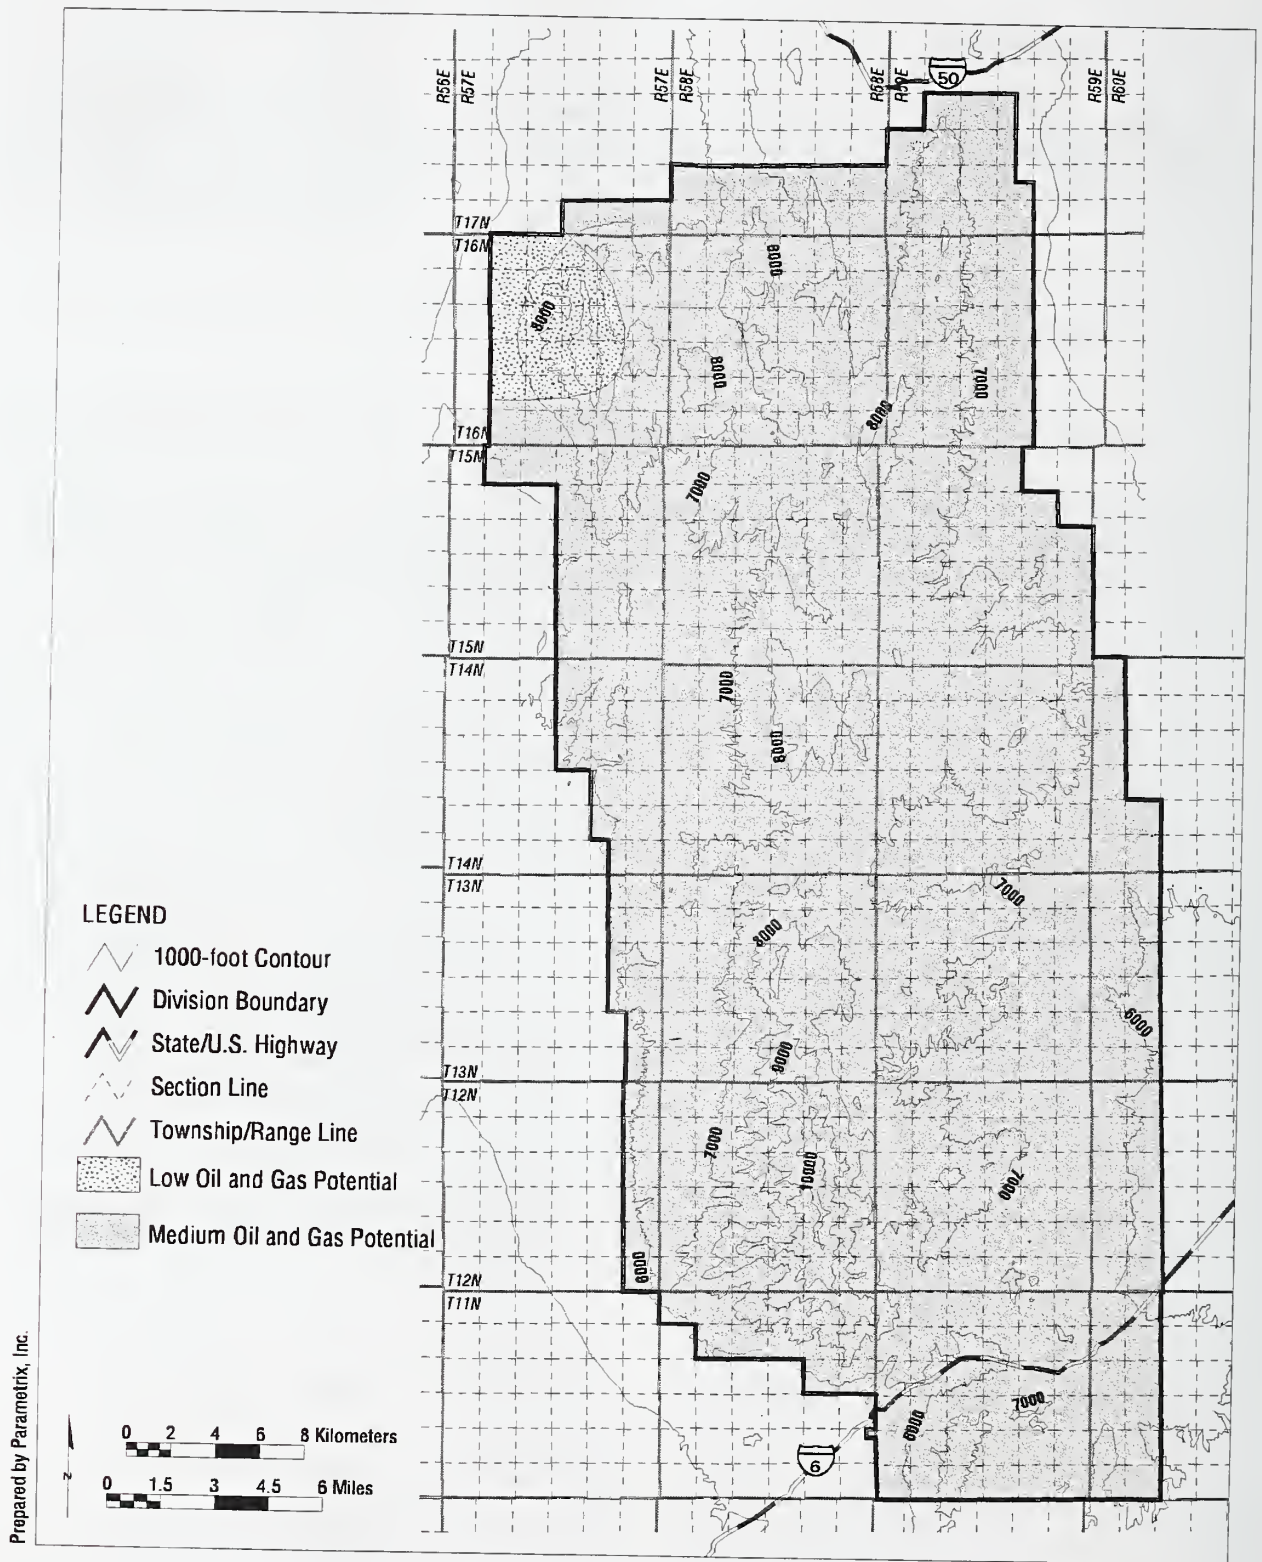 R56E
R57E
R57E
R58E
R58E
R59E
R59E
R60E
50
T17N
T16N
8000
8000
8000
7000
8000
T16N
T15N
7000
T15N
T14N
7000
8000
T14N
T13N
7000
8000
6000
9000
T13N
T12N
7000
10000
7000
6000
T12N
T11N
7000
6
LEGEND
1000-foot Contour
Division Boundary
State/U.S. Highway
Section Line
Township/Range Line
Low Oil and Gas Potential
Medium Oil and Gas Potential
0 2 4 6 8 Kilometers
0 1.5 3 4.5 6 Miles
N
Prepared by Parametrix, Inc.